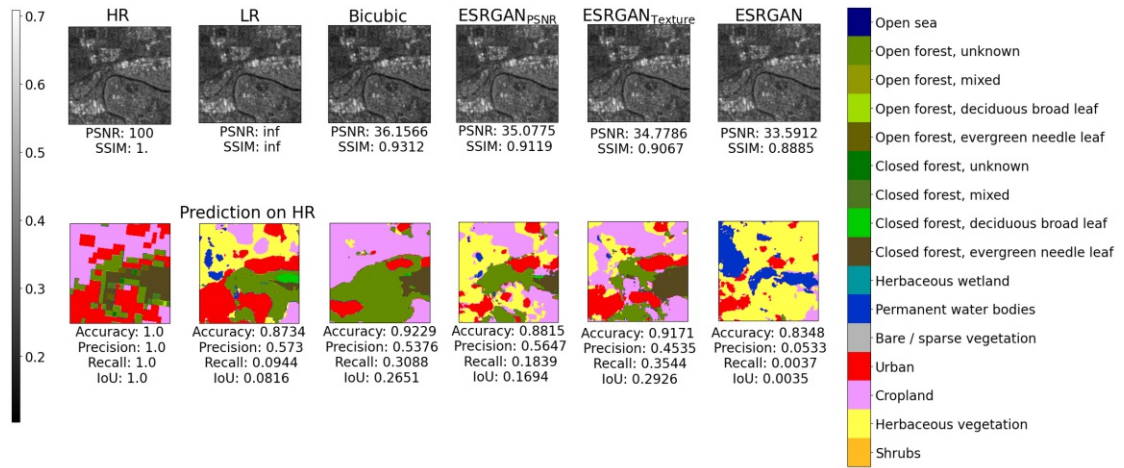 HR
LR
Bicubic
ESRGAN_PSNR
ESRGAN_Texture
ESRGAN
0.7
0.6
0.5
0.4
0.3
0.2
PSNR: 100
SSIM: 1.
PSNR: inf
SSIM: inf
PSNR: 36.1566
SSIM: 0.9312
PSNR: 35.0775
SSIM: 0.9119
PSNR: 34.7786
SSIM: 0.9067
PSNR: 33.5912
SSIM: 0.8885
Prediction on HR
Accuracy: 1.0
Precision: 1.0
Recall: 1.0
IoU: 1.0
Accuracy: 0.8734
Precision: 0.573
Recall: 0.0944
IoU: 0.0816
Accuracy: 0.9229
Precision: 0.5376
Recall: 0.3088
IoU: 0.2651
Accuracy: 0.8815
Precision: 0.5647
Recall: 0.1839
IoU: 0.1694
Accuracy: 0.9171
Precision: 0.4535
Recall: 0.3544
IoU: 0.2926
Accuracy: 0.8348
Precision: 0.0533
Recall: 0.0037
IoU: 0.0035
Open sea
Open forest, unknown
Open forest, mixed
Open forest, deciduous broad leaf
Open forest, evergreen needle leaf
Closed forest, unknown
Closed forest, mixed
Closed forest, deciduous broad leaf
Closed forest, evergreen needle leaf
Herbaceous wetland
Permanent water bodies
Bare / sparse vegetation
Urban
Cropland
Herbaceous vegetation
Shrubs